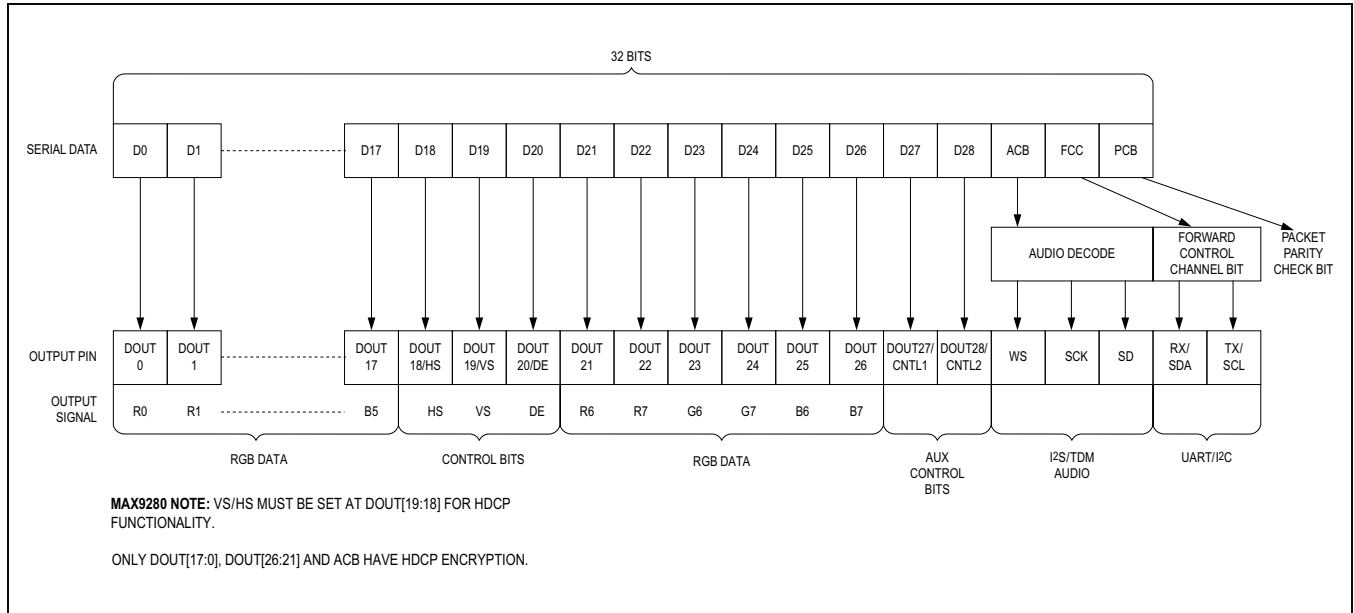 32 BITS
SERIAL DATA D0 D1 D17 D18 D19 D20 D21 D22 D23 D24 D25 D26 D27 D28 ACB FCC PCB
AUDIO DECODE
FORWARD
CONTROL
CHANNEL BIT
PACKET
PARITY
CHECK BIT
OUTPUT PIN
DOUT 0
DOUT 1
DOUT 17
DOUT 18/HS
DOUT 19/VS
DOUT 20/DE
DOUT 21
DOUT 22
DOUT 23
DOUT 24
DOUT 25
DOUT 26
DOUT27/ CNTL1
DOUT28/ CNTL2
WS
SCK
SD
RX/ SDA
TX/ SCL
OUTPUT
SIGNAL
R0 R1 B5 HS VS DE R6 R7 G6 G7 B6 B7
RGB DATA
CONTROL BITS
RGB DATA
AUX
CONTROL
BITS
I2S/TDM
AUDIO
UART/I2C
MAX9280 NOTE: VS/HS MUST BE SET AT DOUT[19:18] FOR HDCP
FUNCTIONALITY.
ONLY DOUT[17:0], DOUT[26:21] AND ACB HAVE HDCP ENCRYPTION.